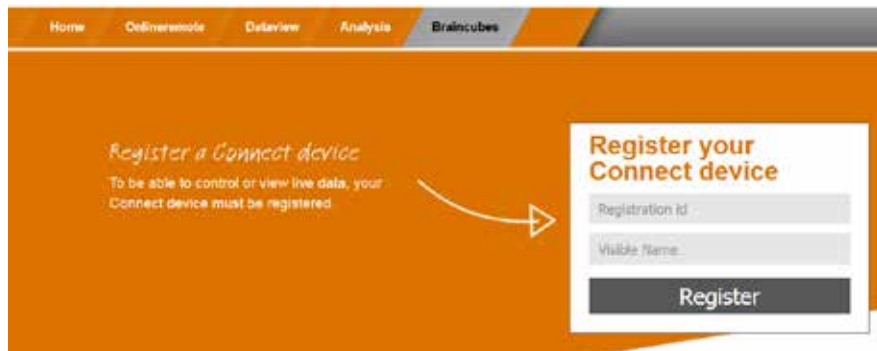 Home Onlineremote Dataview Analysis Braincubes
Register a Connect device
To be able to control or view live data, your
Connect device must be registered
Register your
Connect device
Registration id
Visible Name
Register